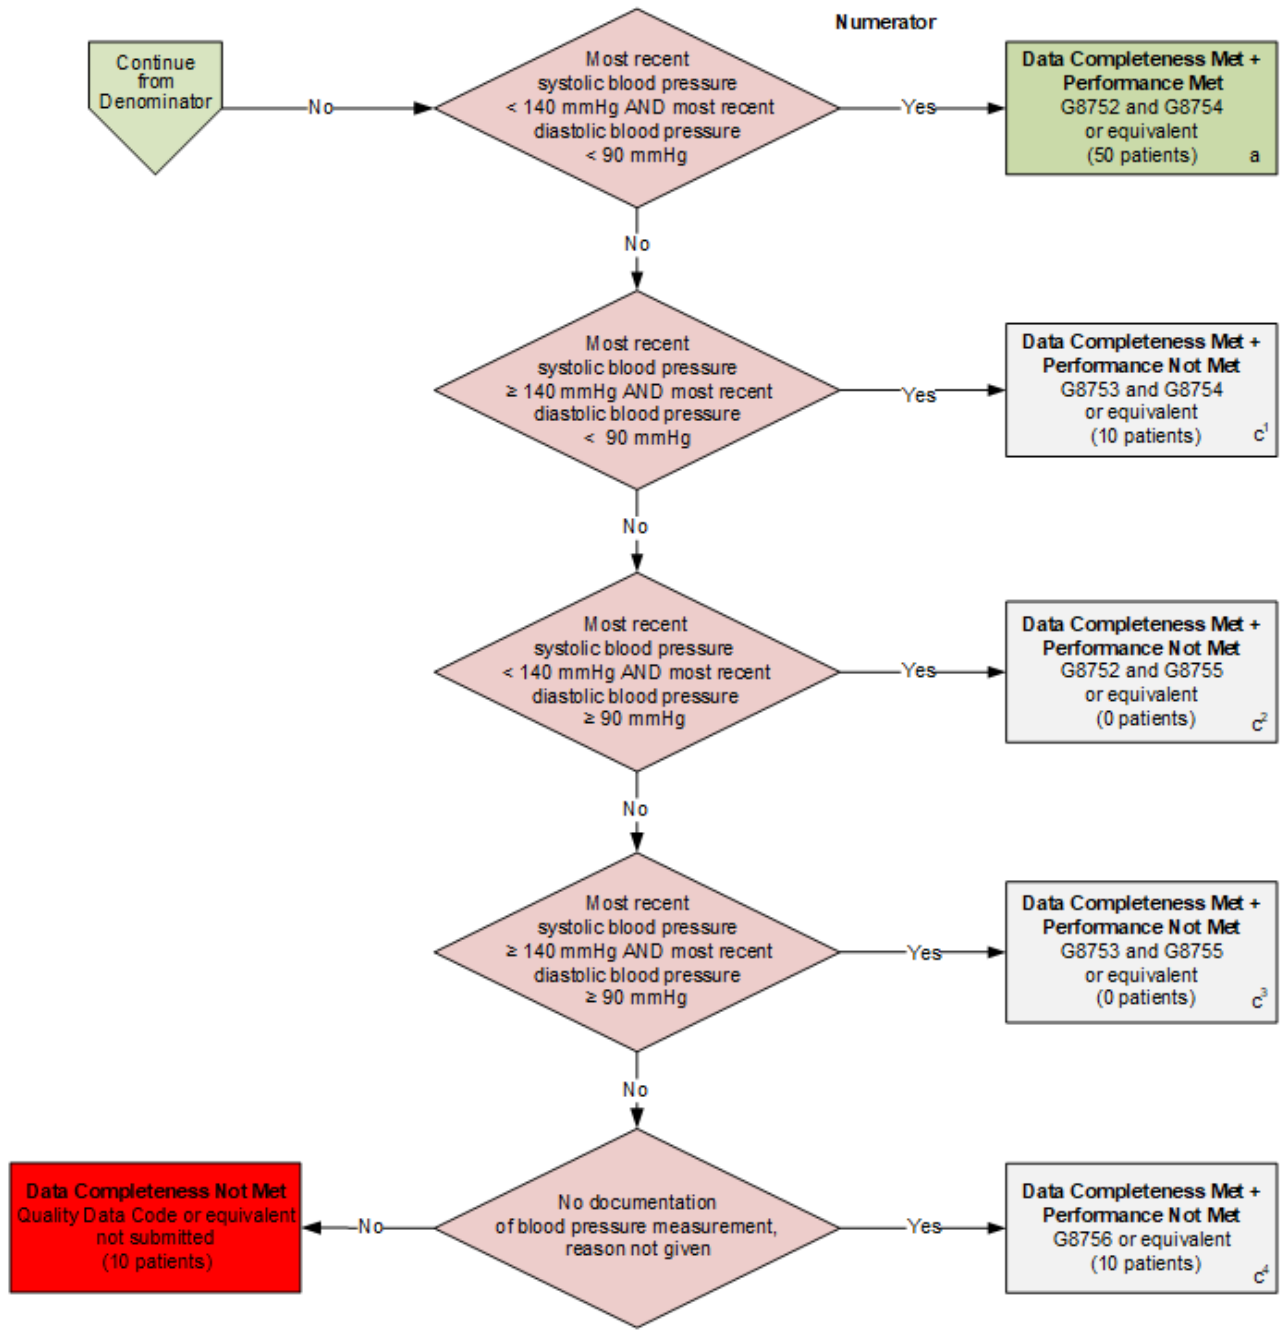 Numerator
Continue
from
Denominator
No
Most recent
systolic blood pressure
< 140 mmHg AND most recent
diastolic blood pressure
< 90 mmHg
Yes
Data Completeness Met +
Performance Met
G8752 and G8754
or equivalent
(50 patients) a
No
Most recent
systolic blood pressure
≥ 140 mmHg AND most recent
diastolic blood pressure
< 90 mmHg
Yes
Data Completeness Met +
Performance Not Met
G8753 and G8754
or equivalent
(10 patients) c¹
No
Most recent
systolic blood pressure
< 140 mmHg AND most recent
diastolic blood pressure
≥ 90 mmHg
Yes
Data Completeness Met +
Performance Not Met
G8752 and G8755
or equivalent
(0 patients) c²
No
Most recent
systolic blood pressure
≥ 140 mmHg AND most recent
diastolic blood pressure
≥ 90 mmHg
Yes
Data Completeness Met +
Performance Not Met
G8753 and G8755
or equivalent
(0 patients) c³
No
No documentation
of blood pressure measurement,
reason not given
Yes
Data Completeness Met +
Performance Not Met
G8756 or equivalent
(10 patients) c⁴
No
Data Completeness Not Met
Quality Data Code or equivalent
not submitted
(10 patients)